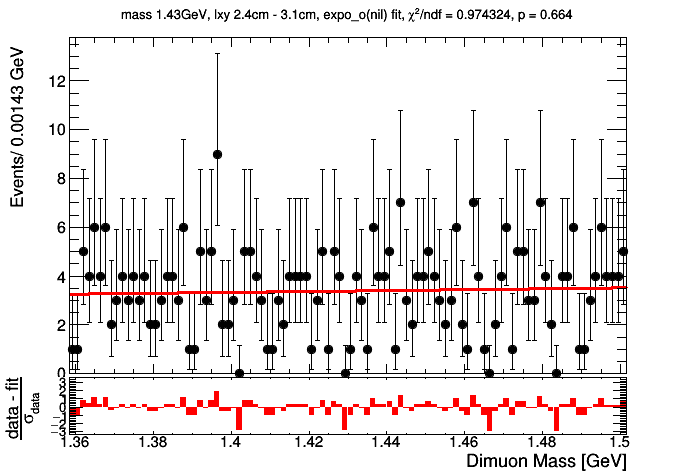 mass 1.43GeV, lxy 2.4cm - 3.1cm, expo_o(nil) fit, χ²/ndf = 0.974324, p = 0.664
Events/ 0.00143 GeV
12
10
8
6
4
2
0
data - fit
σdata
3
2
1
0
−1
−2
−3
1.36 1.38 1.4 1.42 1.44 1.46 1.48 1.5
Dimuon Mass [GeV]